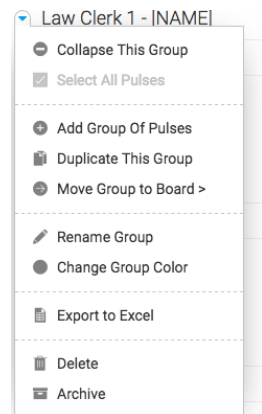 Law Clerk 1 - [NAME]
Collapse This Group
Select All Pulses
Add Group Of Pulses
Duplicate This Group
Move Group to Board >
Rename Group
Change Group Color
Export to Excel
Delete
Archive